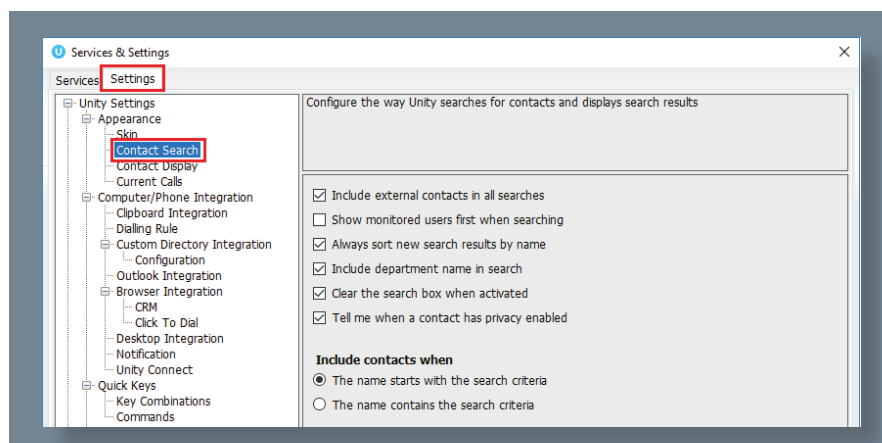 Services & Settings
Services
Settings
Unity Settings
Appearance
Skin
Contact Search
Contact Display
Current Calls
Computer/Phone Integration
Clipboard Integration
Dialling Rule
Custom Directory Integration
Configuration
Outlook Integration
Browser Integration
CRM
Click To Dial
Desktop Integration
Notification
Unity Connect
Quick Keys
Key Combinations
Commands
Configure the way Unity searches for contacts and displays search results
Include external contacts in all searches
Show monitored users first when searching
Always sort new search results by name
Include department name in search
Clear the search box when activated
Tell me when a contact has privacy enabled
Include contacts when
The name starts with the search criteria
The name contains the search criteria